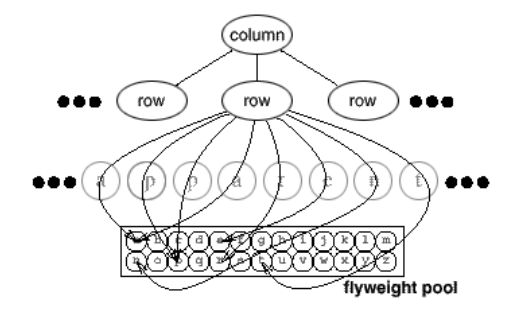 column
row row row
a p p a r e n t
a b c d e f g h i j k l m
n o p q r s t u v w x y z
flyweight pool